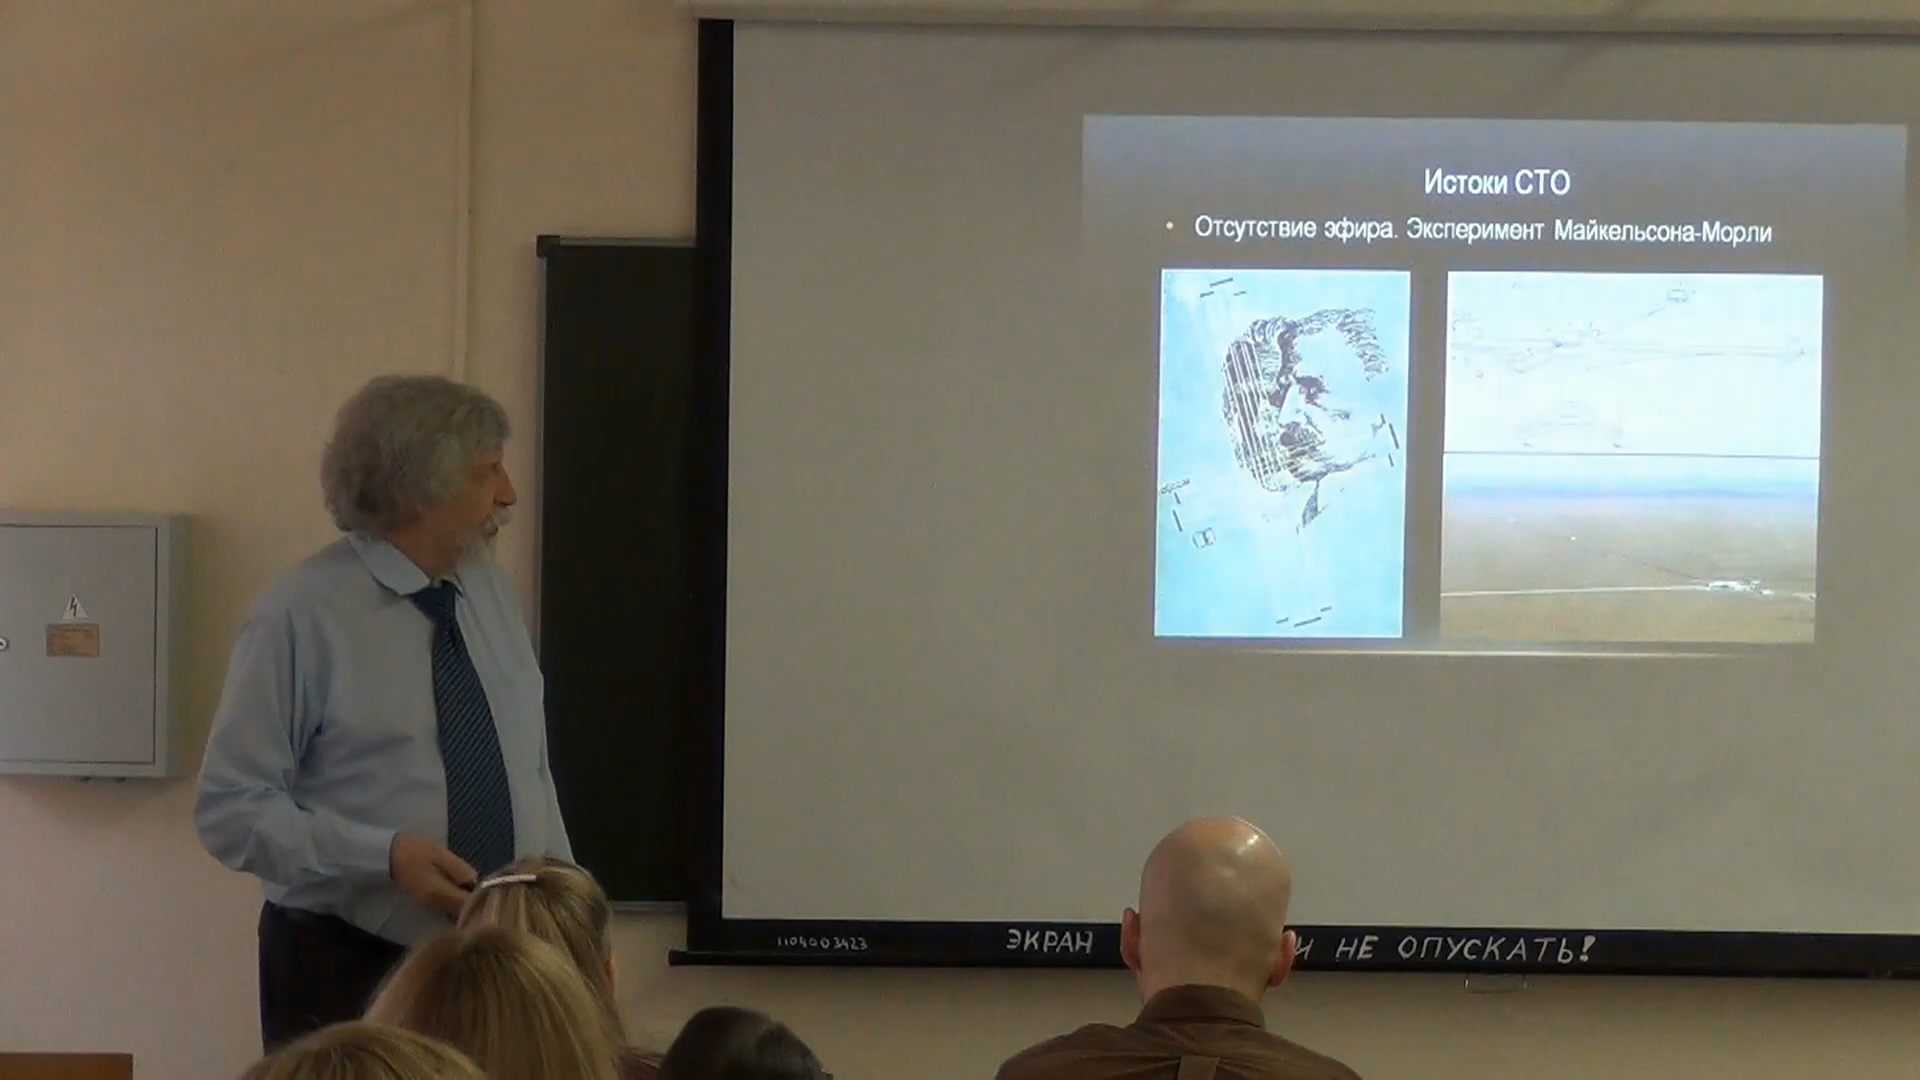 Истоки СТО
• Отсутствие эфира. Эксперимент Майкельсона-Морли
1104003423
ЭКРАН И НЕ ОПУСКАТЬ!